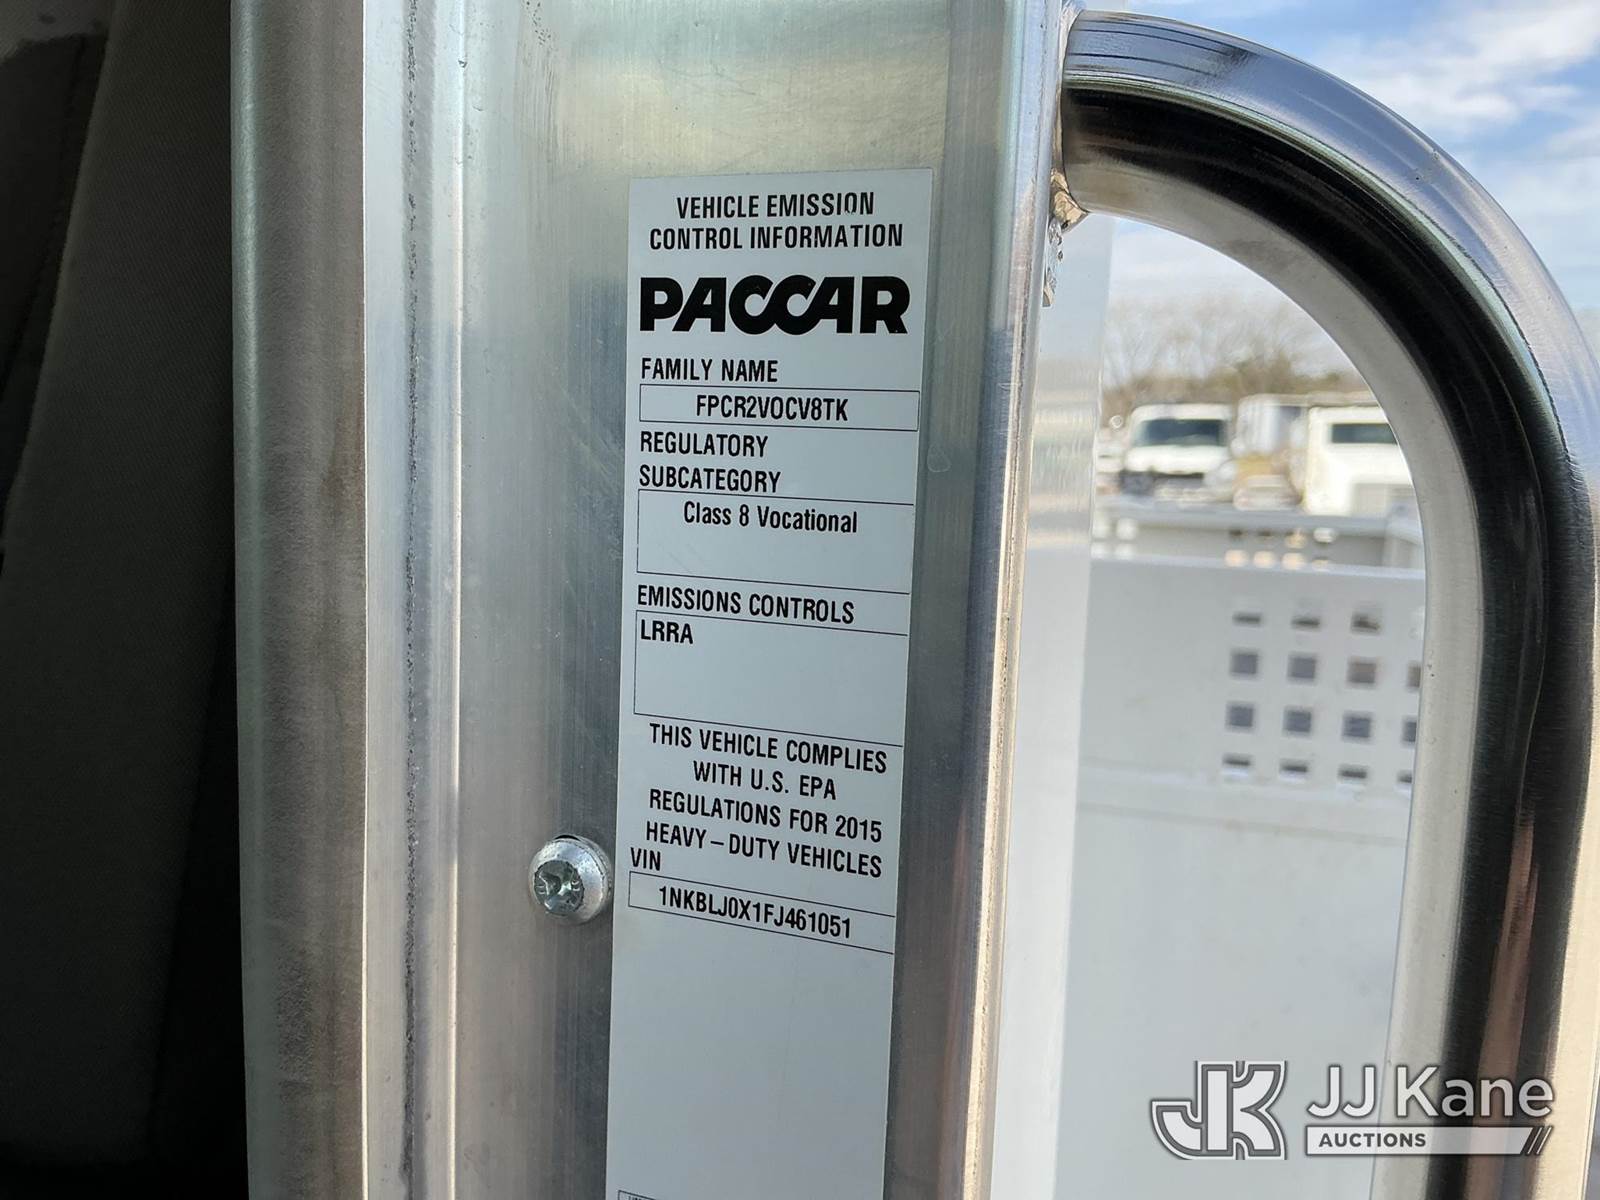 VEHICLE EMISSION
CONTROL INFORMATION
PACCAR
FAMILY NAME
FPCR2VOCV8TK
REGULATORY
SUBCATEGORY
Class 8 Vocational
EMISSIONS CONTROLS
LRRA
THIS VEHICLE COMPLIES
WITH U.S. EPA
REGULATIONS FOR 2015
HEAVY – DUTY VEHICLES
VIN
1NKBLJ0X1FJ461051
JK JJ Kane
AUCTIONS